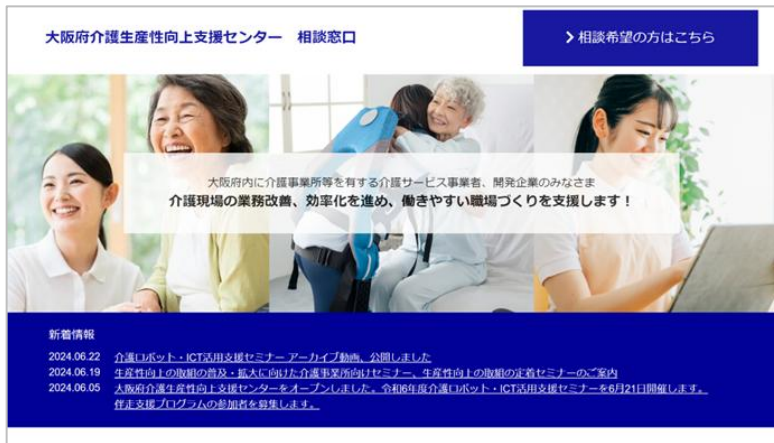 大阪府介護生産性向上支援センター 相談窓口
相談希望の方はこちら
大阪府内に介護事業所等を有する介護サービス事業者、開発企業のみなさま
介護現場の業務改善、効率化を進め、働きやすい職場づくりを支援します！
新着情報
2024.06.22 介護ロボット・ICT活用支援セミナー アーカイブ動画、公開しました
2024.06.19 生産性向上の取組の普及・拡大に向けた介護事業所向けセミナー、生産性向上の取組の定着セミナーのご案内
2024.06.05 大阪府介護生産性向上支援センターをオープンしました。令和6年度介護ロボット・ICT活用支援セミナーを6月21日開催します。
伴走支援プログラムの参加者を募集します。